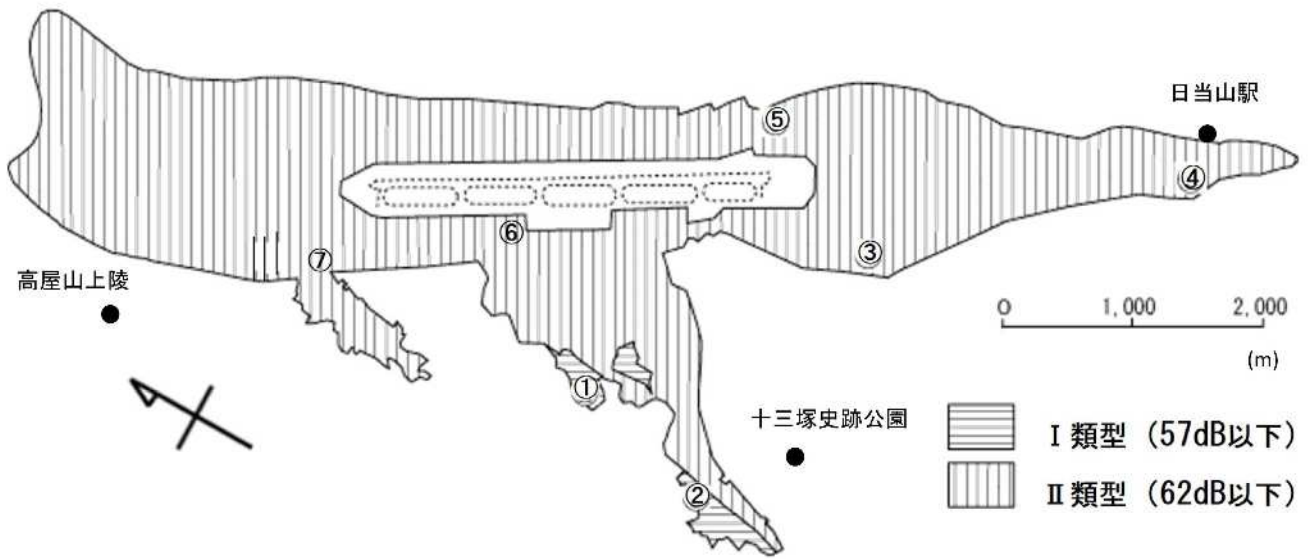 日当山駅
⑤
④
⑥
③
⑦
高屋山上陵
0 1,000 2,000
(m)
①
十三塚史跡公園
Ⅰ類型(57dB以下)
②
Ⅱ類型(62dB以下)